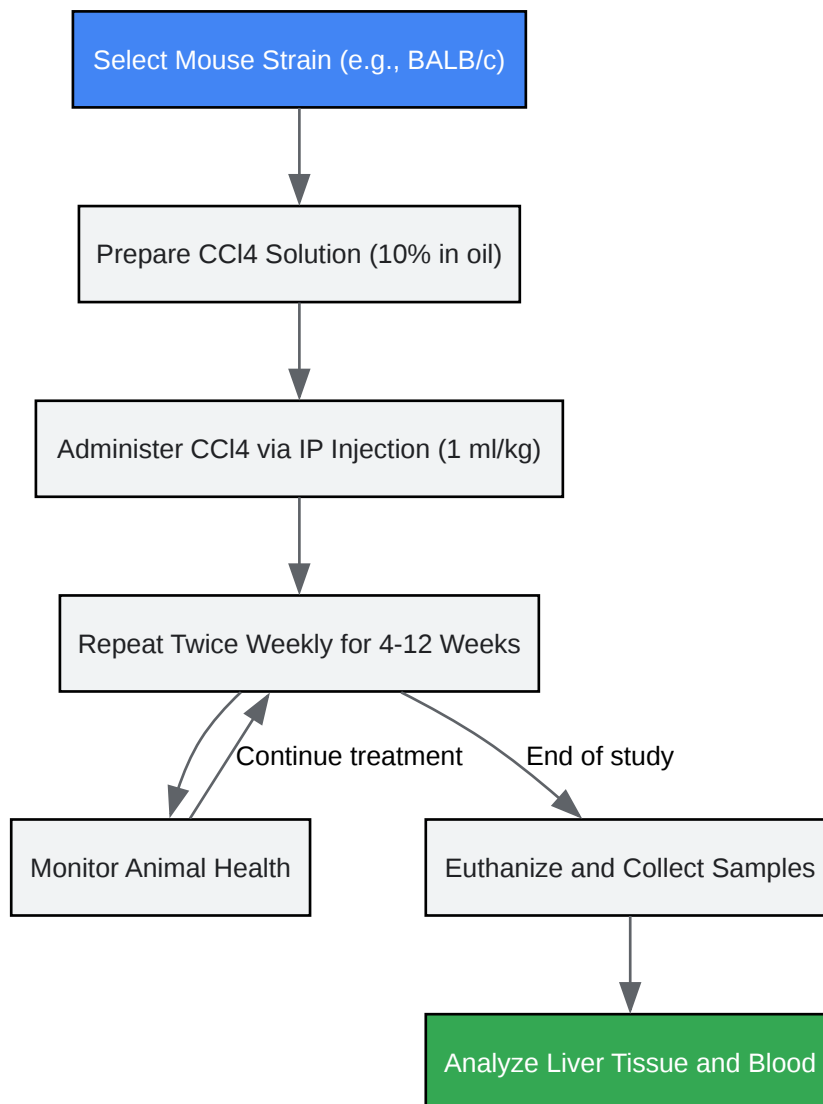 Select Mouse Strain (e.g., BALB/c)
Prepare CCl4 Solution (10% in oil)
Administer CCl4 via IP Injection (1 ml/kg)
Repeat Twice Weekly for 4-12 Weeks
Continue treatment
End of study
Monitor Animal Health
Euthanize and Collect Samples
Analyze Liver Tissue and Blood